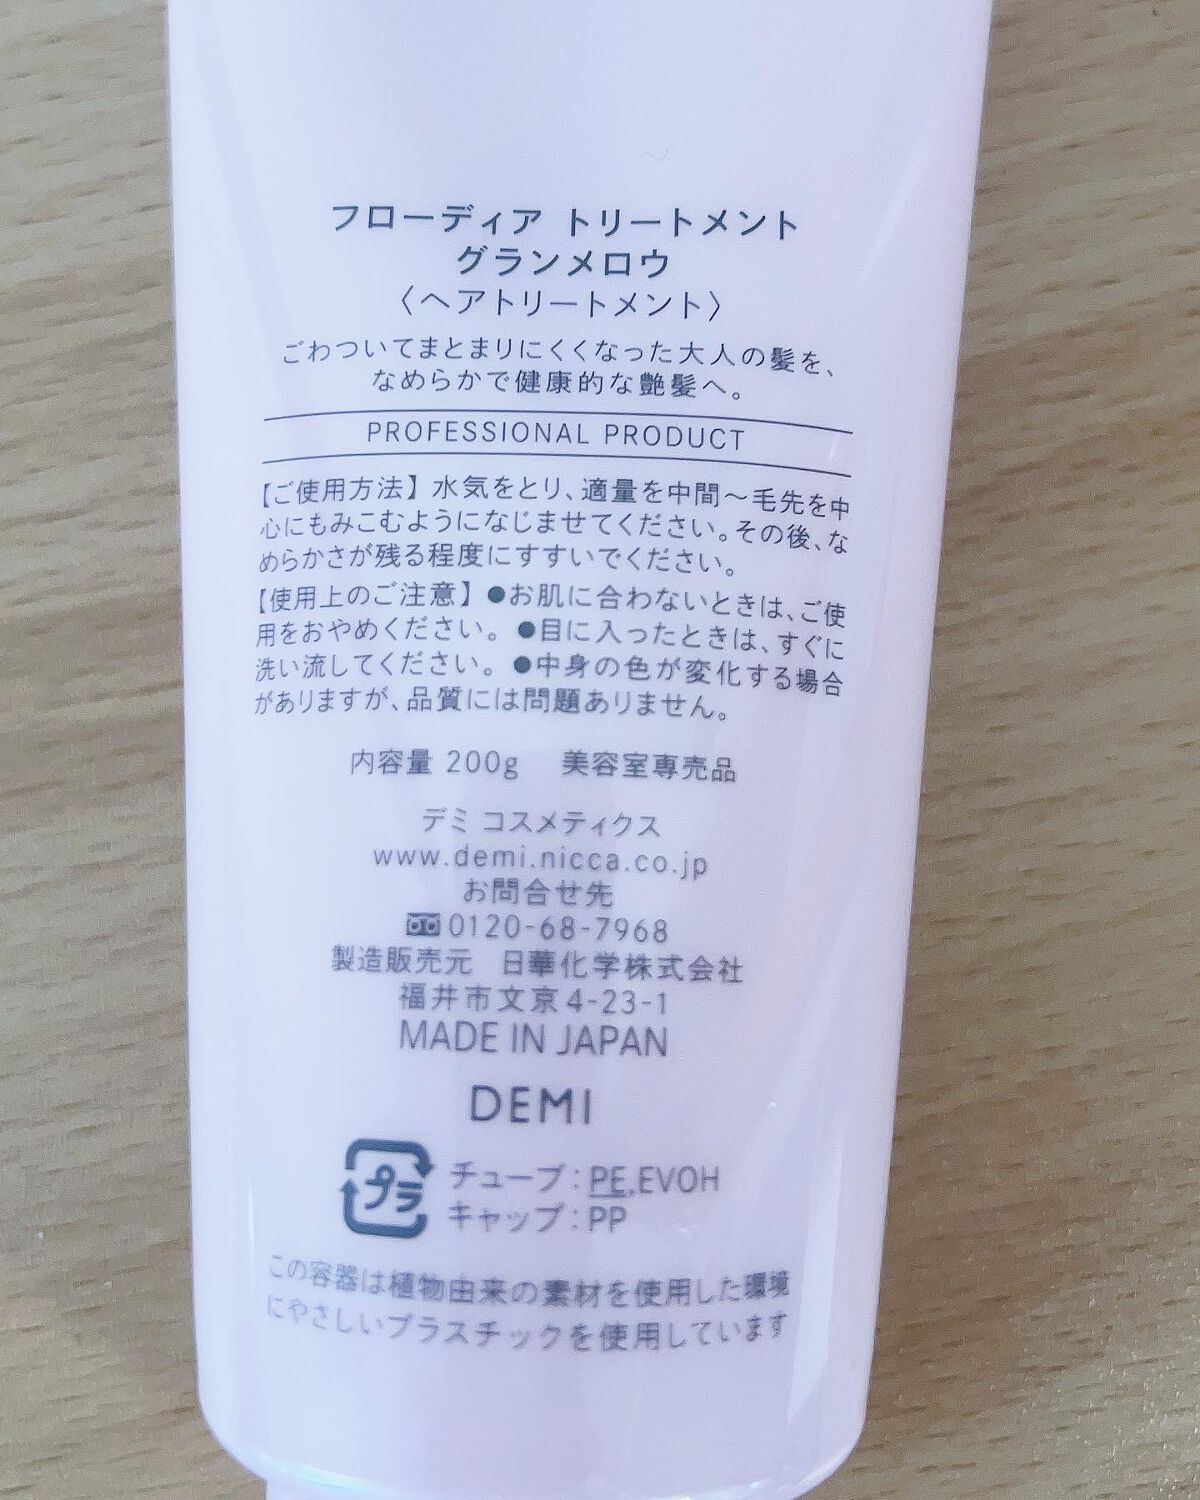 フローディア トリートメント
グランメロウ
〈ヘアトリートメント〉
ごわついてまとまりにくくなった大人の髪を、
なめらかで健康的な艶髪へ。
PROFESSIONAL PRODUCT
【ご使用方法】水気をとり、適量を中間～毛先を中
心にもみこむようになじませてください。その後、な
めらかさが残る程度にすすいでください。
【使用上のご注意】●お肌に合わないときは、ご使
用をおやめください。●目に入ったときは、すぐに
洗い流してください。●中身の色が変化する場合
がありますが、品質には問題ありません。
内容量 200g 美容室専売品
デミ コスメティクス
www.demi.nicca.co.jp
お問合せ先
0120-68-7968
製造販売元 日華化学株式会社
福井市文京4-23-1
MADE IN JAPAN
DEMI
プラ チューブ：PE,EVOH
キャップ：PP
この容器は植物由来の素材を使用した環境
にやさしいプラスチックを使用しています